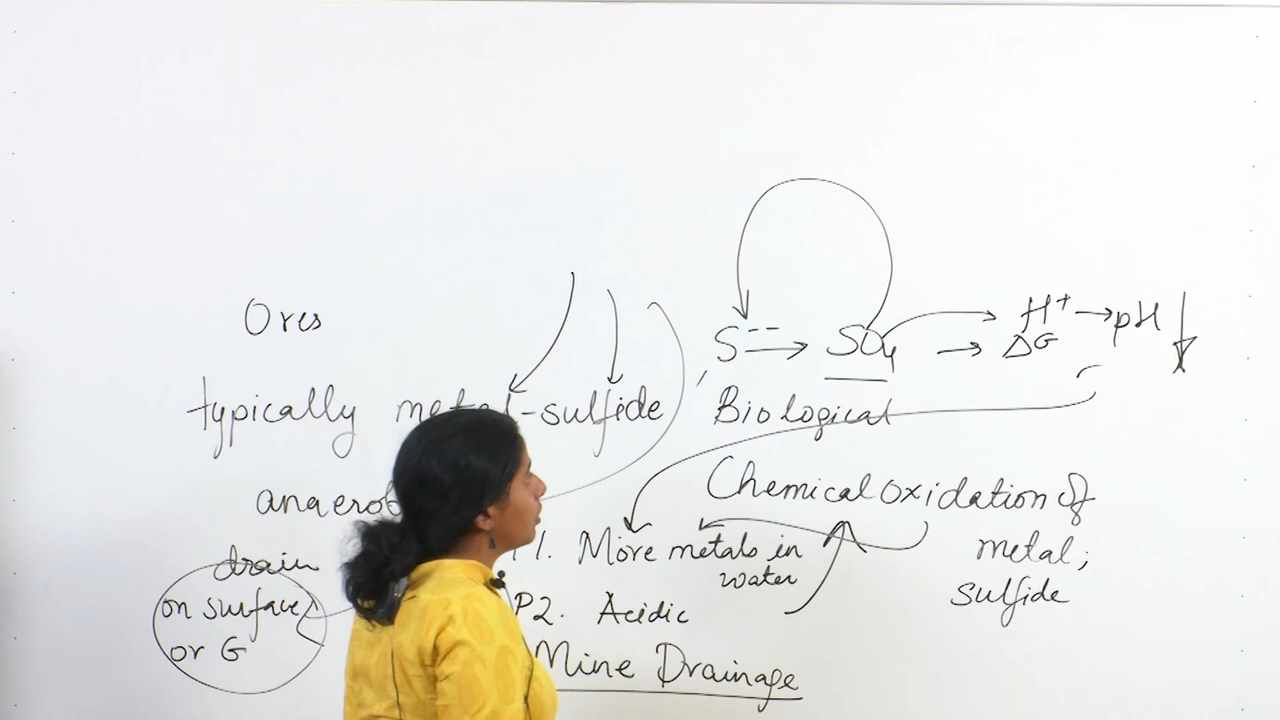 Ores
typically metal-sulfide
anaerob
drain
on surface
or G
S-- → SO4 → H+ → pH ↓
→ ΔG
Biological
Chemical oxidation of
metal;
sulfide
1. More metals in
water
P2. Acidic
Mine Drainage